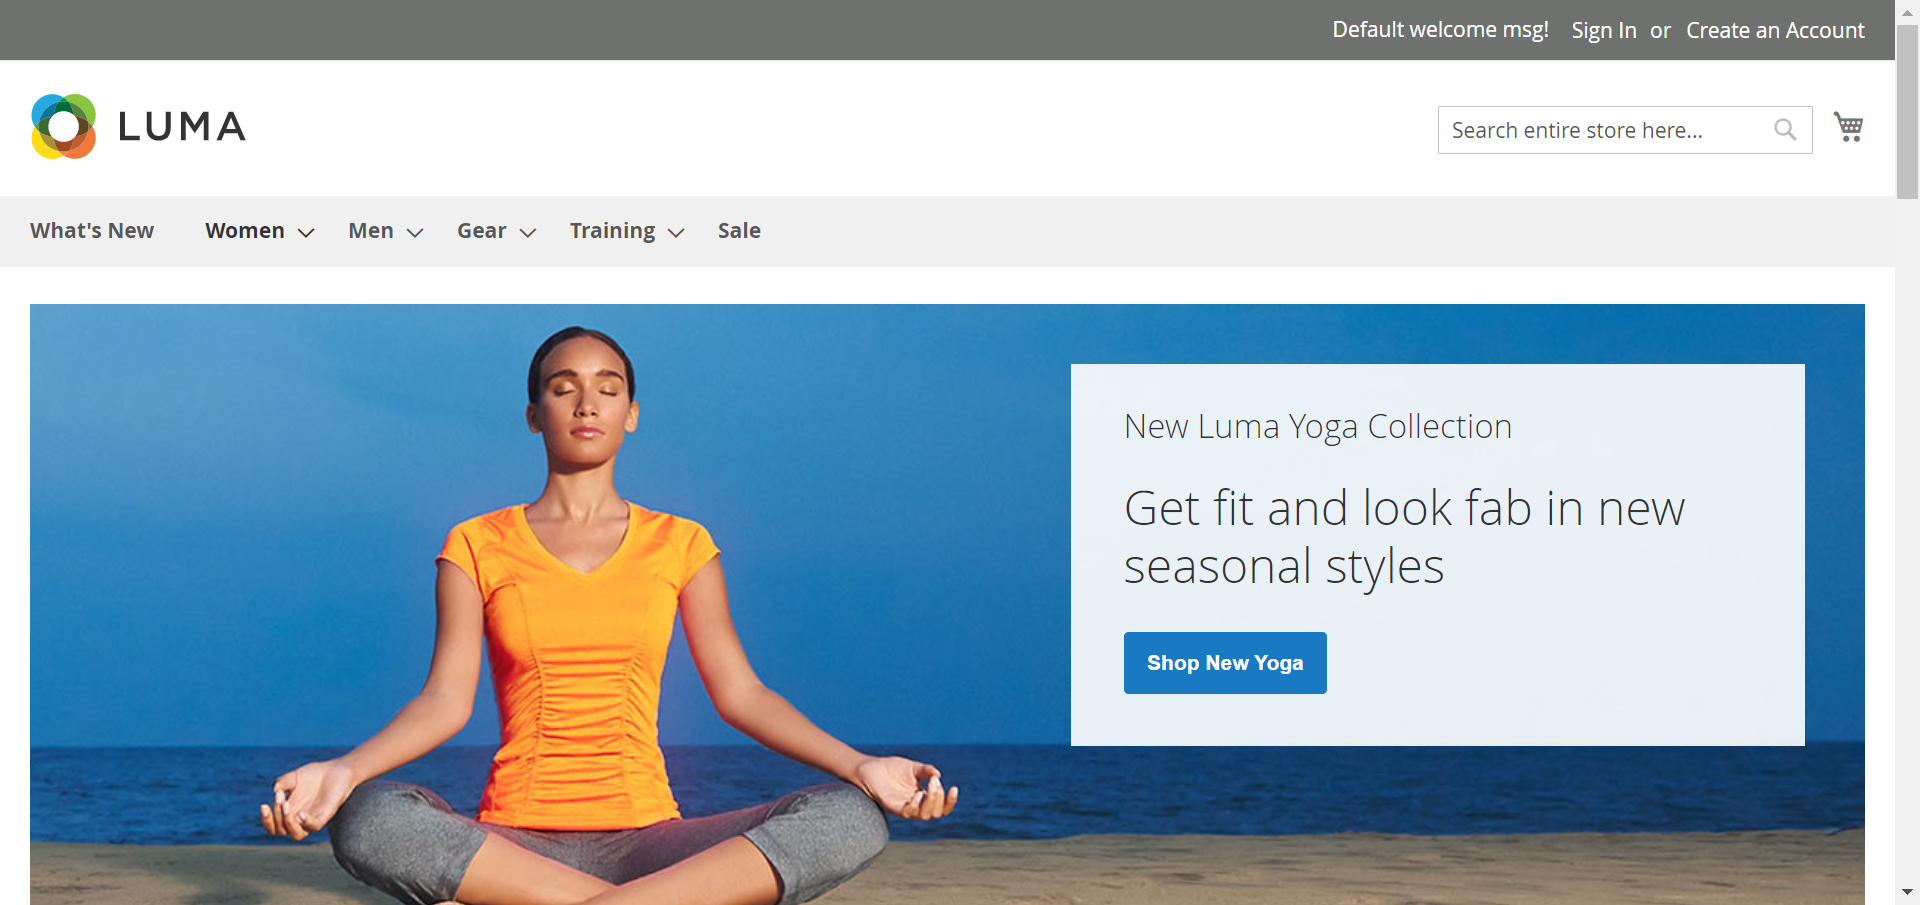 Default welcome msg! Sign In or Create an Account
LUMA
Search entire store here...
What's New Women Men Gear Training Sale
New Luma Yoga Collection
Get fit and look fab in new
seasonal styles
Shop New Yoga